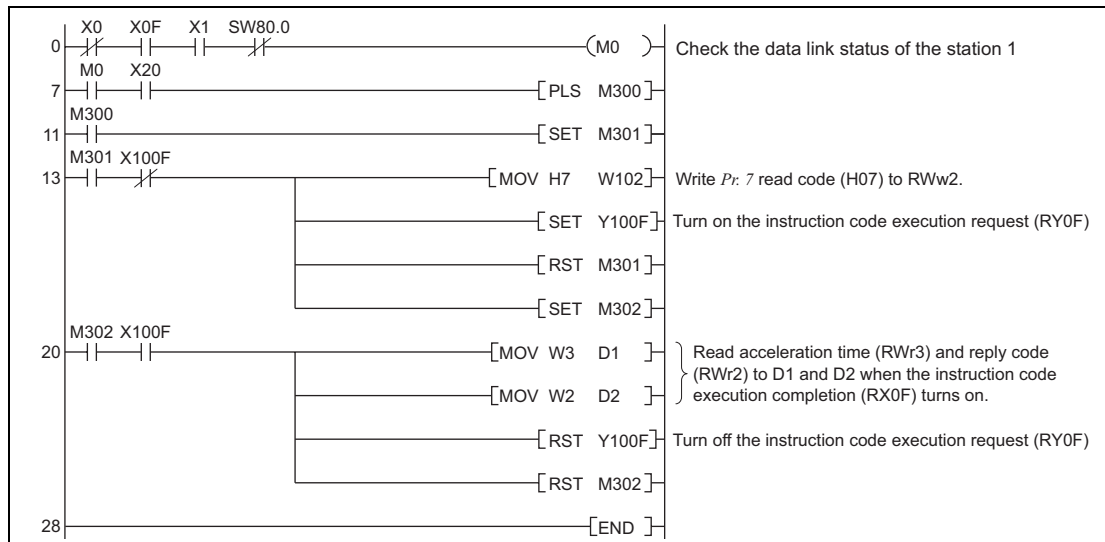 X0 X0F X1 SW80.0
0 M0 Check the data link status of the station 1
M0 X20
7 PLS M300
M300
11 SET M301
M301 X100F
13 MOV H7 W102 Write Pr. 7 read code (H07) to RWw2.
SET Y100F Turn on the instruction code execution request (RY0F)
RST M301
SET M302
M302 X100F
20 MOV W3 D1 Read acceleration time (RWr3) and reply code
(RWr2) to D1 and D2 when the instruction code
MOV W2 D2 execution completion (RX0F) turns on.
RST Y100F Turn off the instruction code execution request (RY0F)
RST M302
28 END